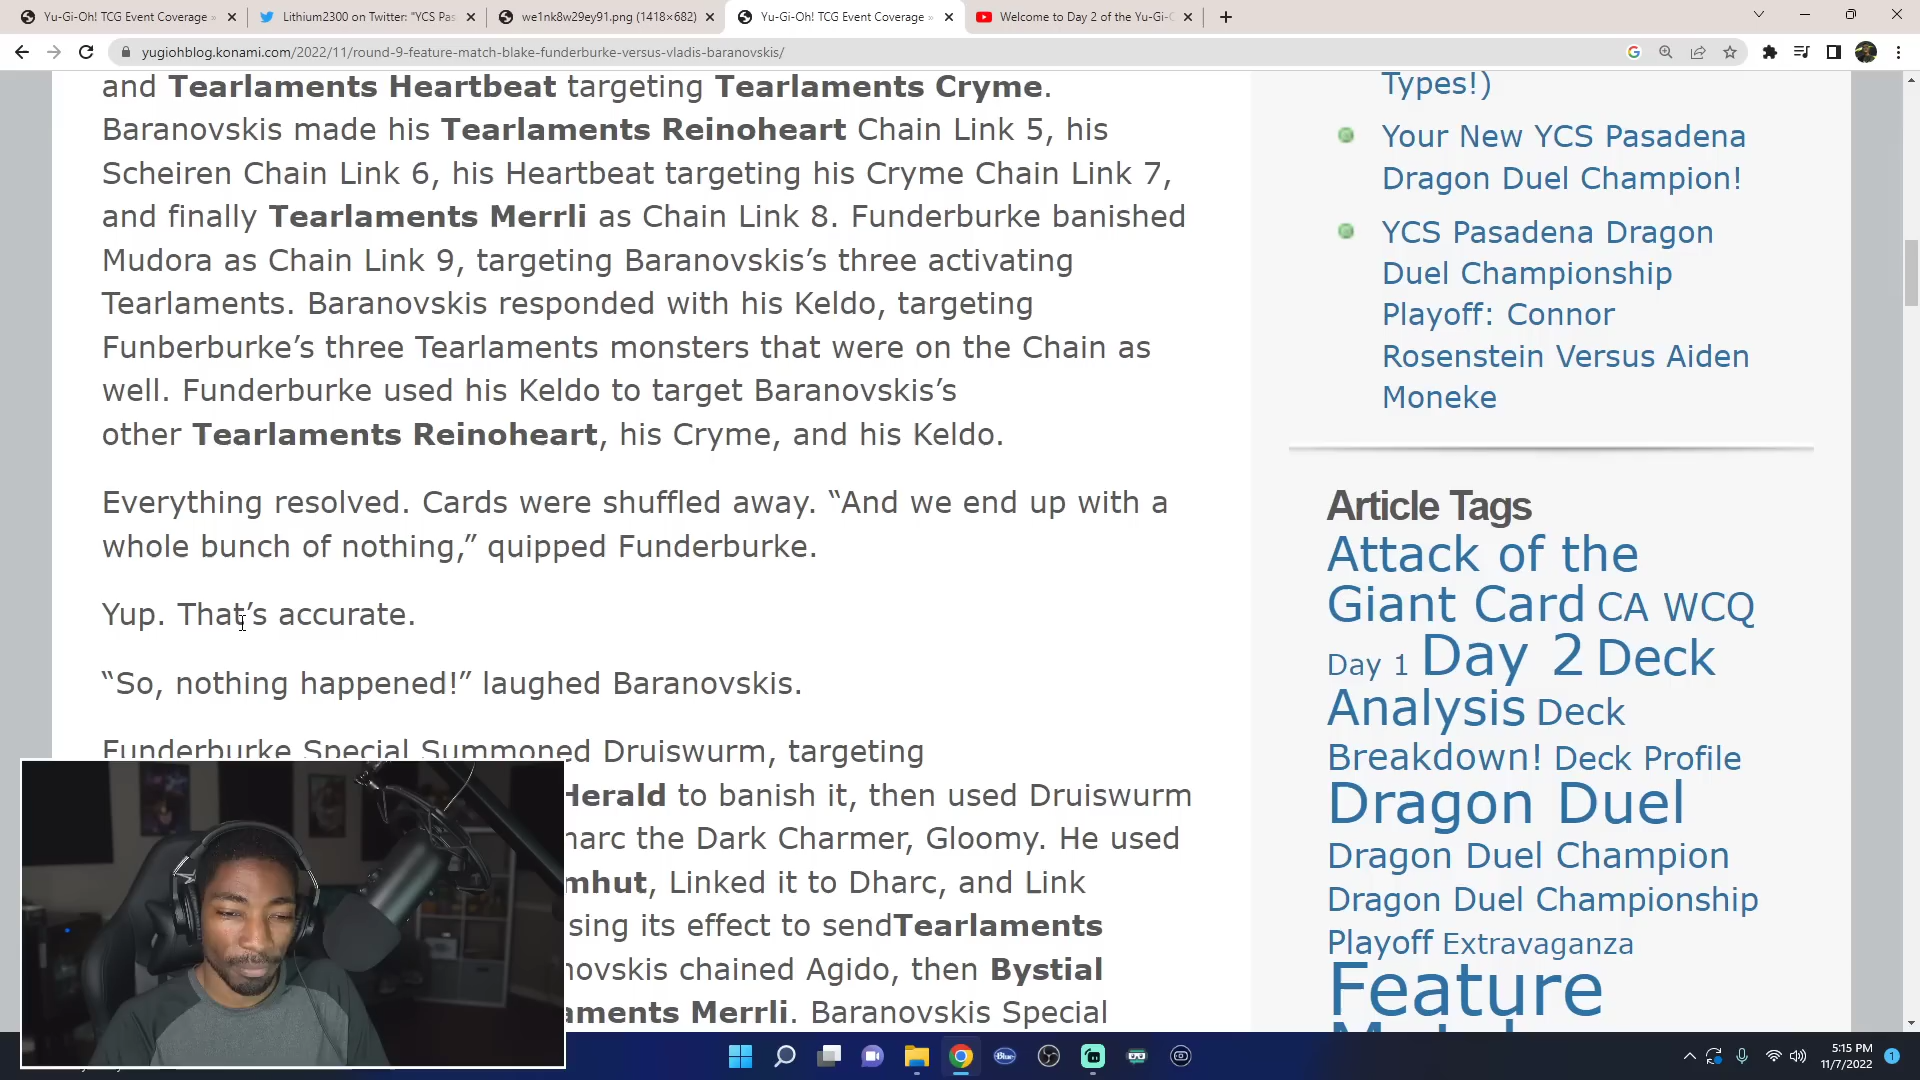 Yu-Gi-Oh! TCG Event Coverage »
Lithium2300 on Twitter: "YCS Pas
we1nk8w29ey91.png (1418×682)
Yu-Gi-Oh! TCG Event Coverage »
Welcome to Day 2 of the Yu-Gi-O
yugiohblog.konami.com/2022/11/round-9-feature-match-blake-funderburke-versus-vladis-baranovskis/
and Tearlaments Heartbeat targeting Tearlaments Cryme.
Baranovskis made his Tearlaments Reinoheart Chain Link 5, his
Scheiren Chain Link 6, his Heartbeat targeting his Cryme Chain Link 7,
and finally Tearlaments Merrli as Chain Link 8. Funderburke banished
Mudora as Chain Link 9, targeting Baranovskis’s three activating
Tearlaments. Baranovskis responded with his Keldo, targeting
Funberburke’s three Tearlaments monsters that were on the Chain as
well. Funderburke used his Keldo to target Baranovskis’s
other Tearlaments Reinoheart, his Cryme, and his Keldo.
Everything resolved. Cards were shuffled away. “And we end up with a
whole bunch of nothing,” quipped Funderburke.
Yup. That’s accurate.
“So, nothing happened!” laughed Baranovskis.
Funderburke Special Summoned Druiswurm, targeting
Herald to banish it, then used Druiswurm
harc the Dark Charmer, Gloomy. He used
mhut, Linked it to Dharc, and Link
sing its effect to sendTearlaments
novskis chained Agido, then Bystial
aments Merrli. Baranovskis Special
Types!)
Your New YCS Pasadena
Dragon Duel Champion!
YCS Pasadena Dragon
Duel Championship
Playoff: Connor
Rosenstein Versus Aiden
Moneke
Article Tags
Attack of the
Giant Card CA WCQ
Day 1 Day 2 Deck
Analysis Deck
Breakdown! Deck Profile
Dragon Duel
Dragon Duel Champion
Dragon Duel Championship
Playoff Extravaganza
Feature
Match
Blue
5:15 PM
11/7/2022
1